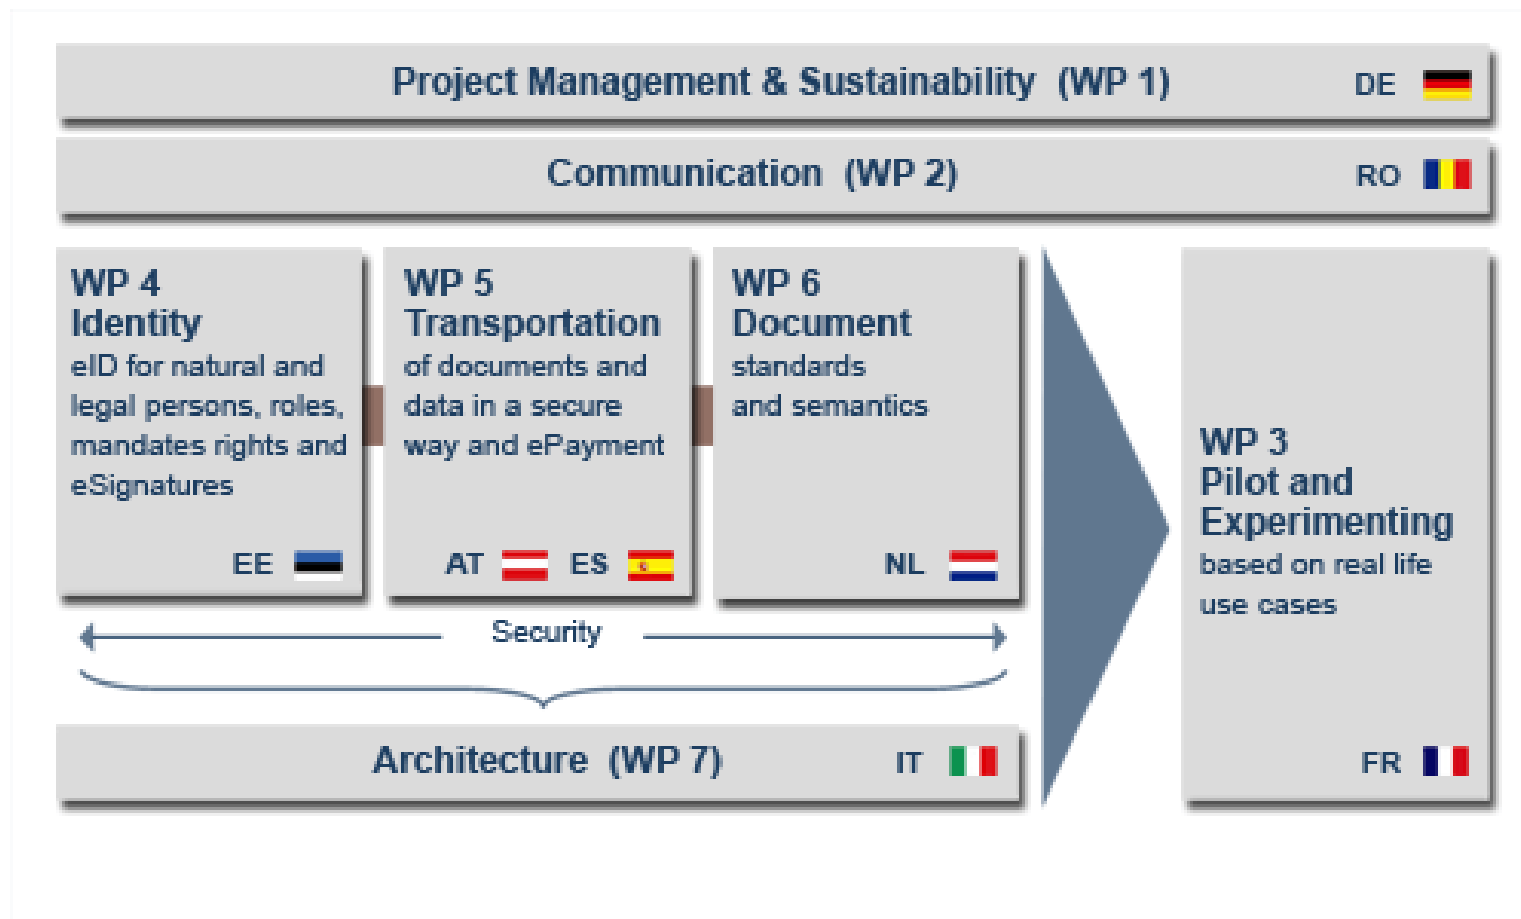 Project Management & Sustainability (WP 1) DE
Communication (WP 2) RO
WP 4
Identity
eID for natural and
legal persons, roles,
mandates rights and
eSignatures
EE
WP 5
Transportation
of documents and
data in a secure
way and ePayment
AT ES
WP 6
Document
standards
and semantics
NL
Security
Architecture (WP 7) IT
WP 3
Pilot and
Experimenting
based on real life
use cases
FR